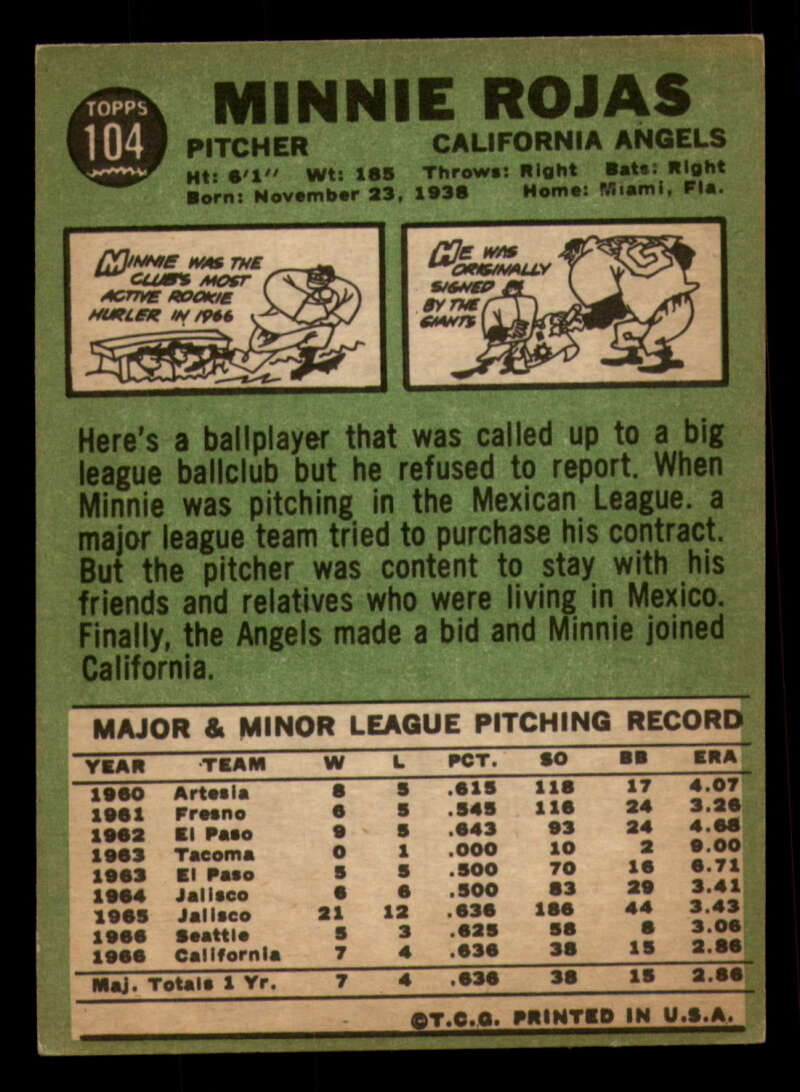 TOPPS
104
MINNIE ROJAS
PITCHER CALIFORNIA ANGELS
Ht: 6'1" Wt: 185 Throws: Right Bats: Right
Born: November 23, 1938 Home: Miami, Fla.
MINNIE WAS THE
CLUB'S MOST
ACTIVE ROOKIE
HURLER IN 1966
HE WAS
ORIGINALLY
SIGNED
BY THE
GIANTS
Here's a ballplayer that was called up to a big
league ballclub but he refused to report. When
Minnie was pitching in the Mexican League. a
major league team tried to purchase his contract.
But the pitcher was content to stay with his
friends and relatives who were living in Mexico.
Finally, the Angels made a bid and Minnie joined
California.
MAJOR & MINOR LEAGUE PITCHING RECORD
YEAR TEAM W L PCT. SO BB ERA
1960 Artesia 8 5 .615 118 17 4.07
1961 Fresno 6 5 .545 116 24 3.26
1962 El Paso 9 5 .643 93 24 4.68
1963 Tacoma 0 1 .000 10 2 9.00
1963 El Paso 5 5 .500 70 16 6.71
1964 Jalisco 6 6 .500 83 29 3.41
1965 Jalisco 21 12 .636 186 44 3.43
1966 Seattle 5 3 .625 58 8 3.06
1966 California 7 4 .636 38 15 2.86
Maj. Totals 1 Yr. 7 4 .636 38 15 2.86
©T.C.G. PRINTED IN U.S.A.